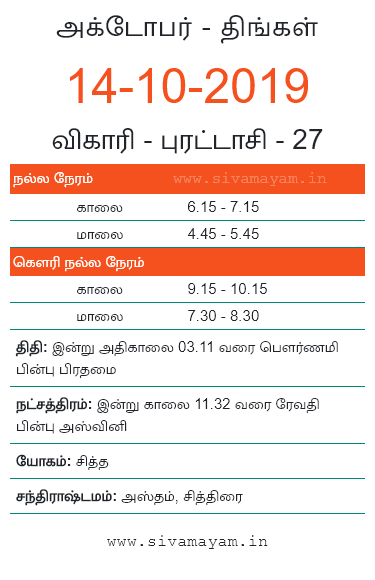 அக்டோபர் - திங்கள்
14-10-2019
விகாரி - புரட்டாசி - 27
நல்ல நேரம் www.sivamayam.in
காலை 6.15 - 7.15
மாலை 4.45 - 5.45
கௌரி நல்ல நேரம்
காலை 9.15 - 10.15
மாலை 7.30 - 8.30
திதி: இன்று அதிகாலை 03.11 வரை பௌர்ணமி
பின்பு பிரதமை
நட்சத்திரம்: இன்று காலை 11.32 வரை ரேவதி
பின்பு அஸ்வினி
யோகம்: சித்த
சந்திராஷ்டமம்: அஸ்தம், சித்திரை
www.sivamayam.in